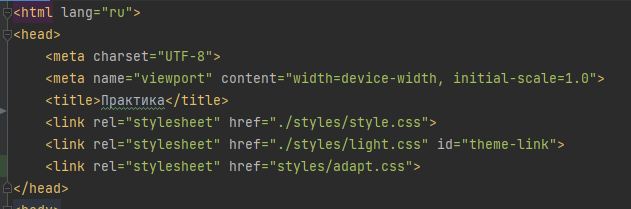 <html lang="ru">
<head>
<meta charset="UTF-8">
<meta name="viewport" content="width=device-width, initial-scale=1.0">
<title>Практика</title>
<link rel="stylesheet" href="./styles/style.css">
<link rel="stylesheet" href="./styles/light.css" id="theme-link">
<link rel="stylesheet" href="styles/adapt.css">
</head>
<body>